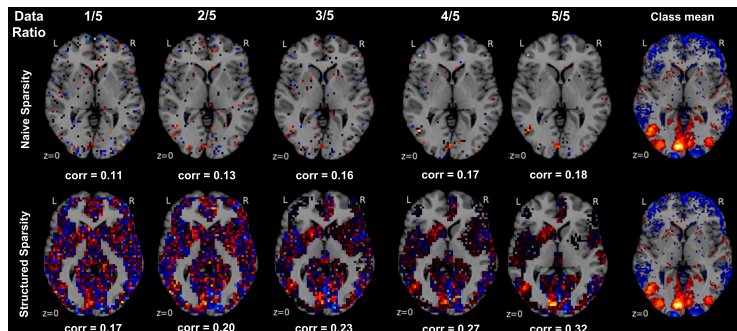 Data Ratio 1/5 2/5 3/5 4/5 5/5 Class mean
Naive Sparsity
L R L R L R L R L R L R
z=0 z=0 z=0 z=0 z=0 z=0
corr = 0.11 corr = 0.13 corr = 0.16 corr = 0.17 corr = 0.18
Structured Sparsity
L R L R L R L R L R L R
z=0 z=0 z=0 z=0 z=0 z=0
corr = 0.17 corr = 0.20 corr = 0.23 corr = 0.27 corr = 0.32